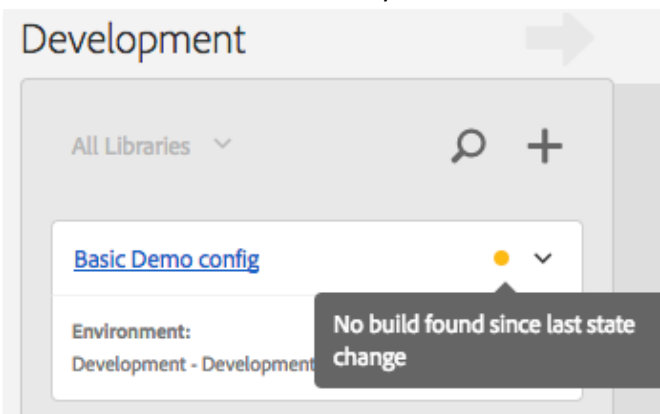 Development
All Libraries
Basic Demo config
No build found since last state
change
Environment:
Development - Development